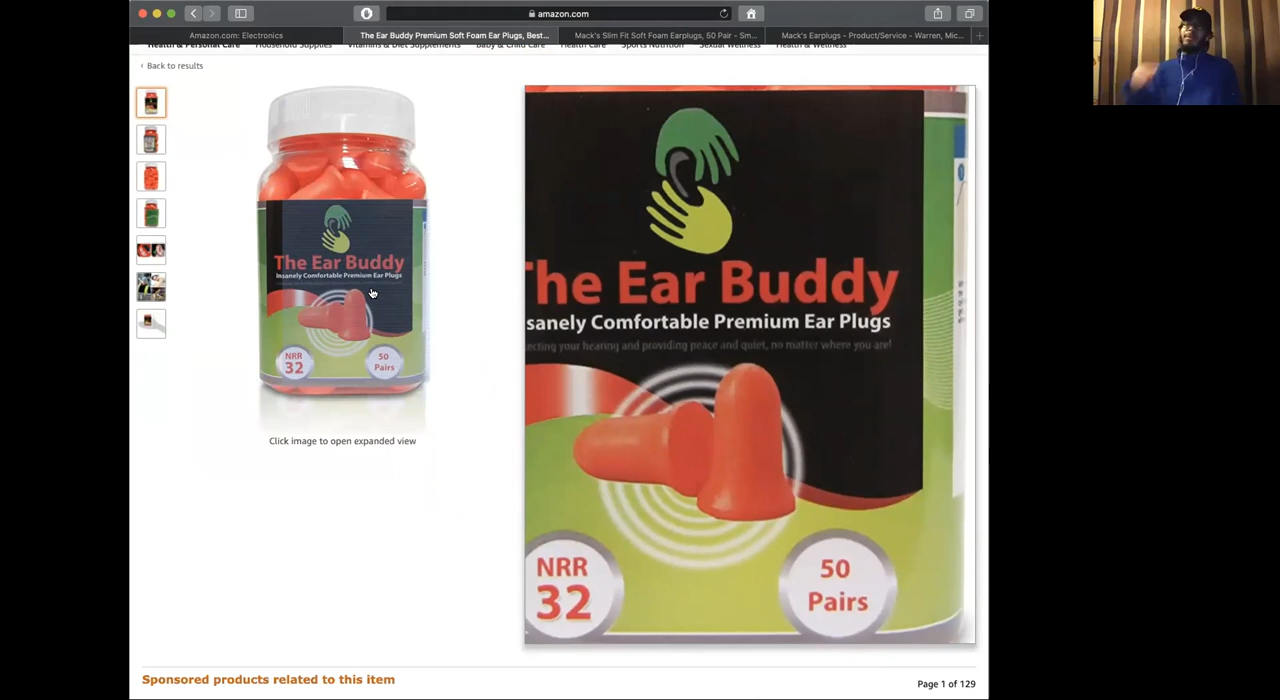 amazon.com
Amazon.com: Electronics
The Ear Buddy Premium Soft Foam Ear Plugs, Best...
Mack's Slim Fit Soft Foam Earplugs, 50 Pair - Sm...
Mack's Earplugs - Product/Service - Warren, Mic...
Health & Personal Care
Household Supplies
Vitamins & Diet Supplements
Baby & Child Care
Health Care
Sports Nutrition
Sexual Wellness
Health & Wellness
‹ Back to results
The Ear Buddy
Insanely Comfortable Premium Ear Plugs
NRR
32
50
Pairs
Click image to open expanded view
The Ear Buddy
sanely Comfortable Premium Ear Plugs
ecting your hearing and providing peace and quiet, no matter where you are!
NRR
32
50
Pairs
Sponsored products related to this item
Page 1 of 129